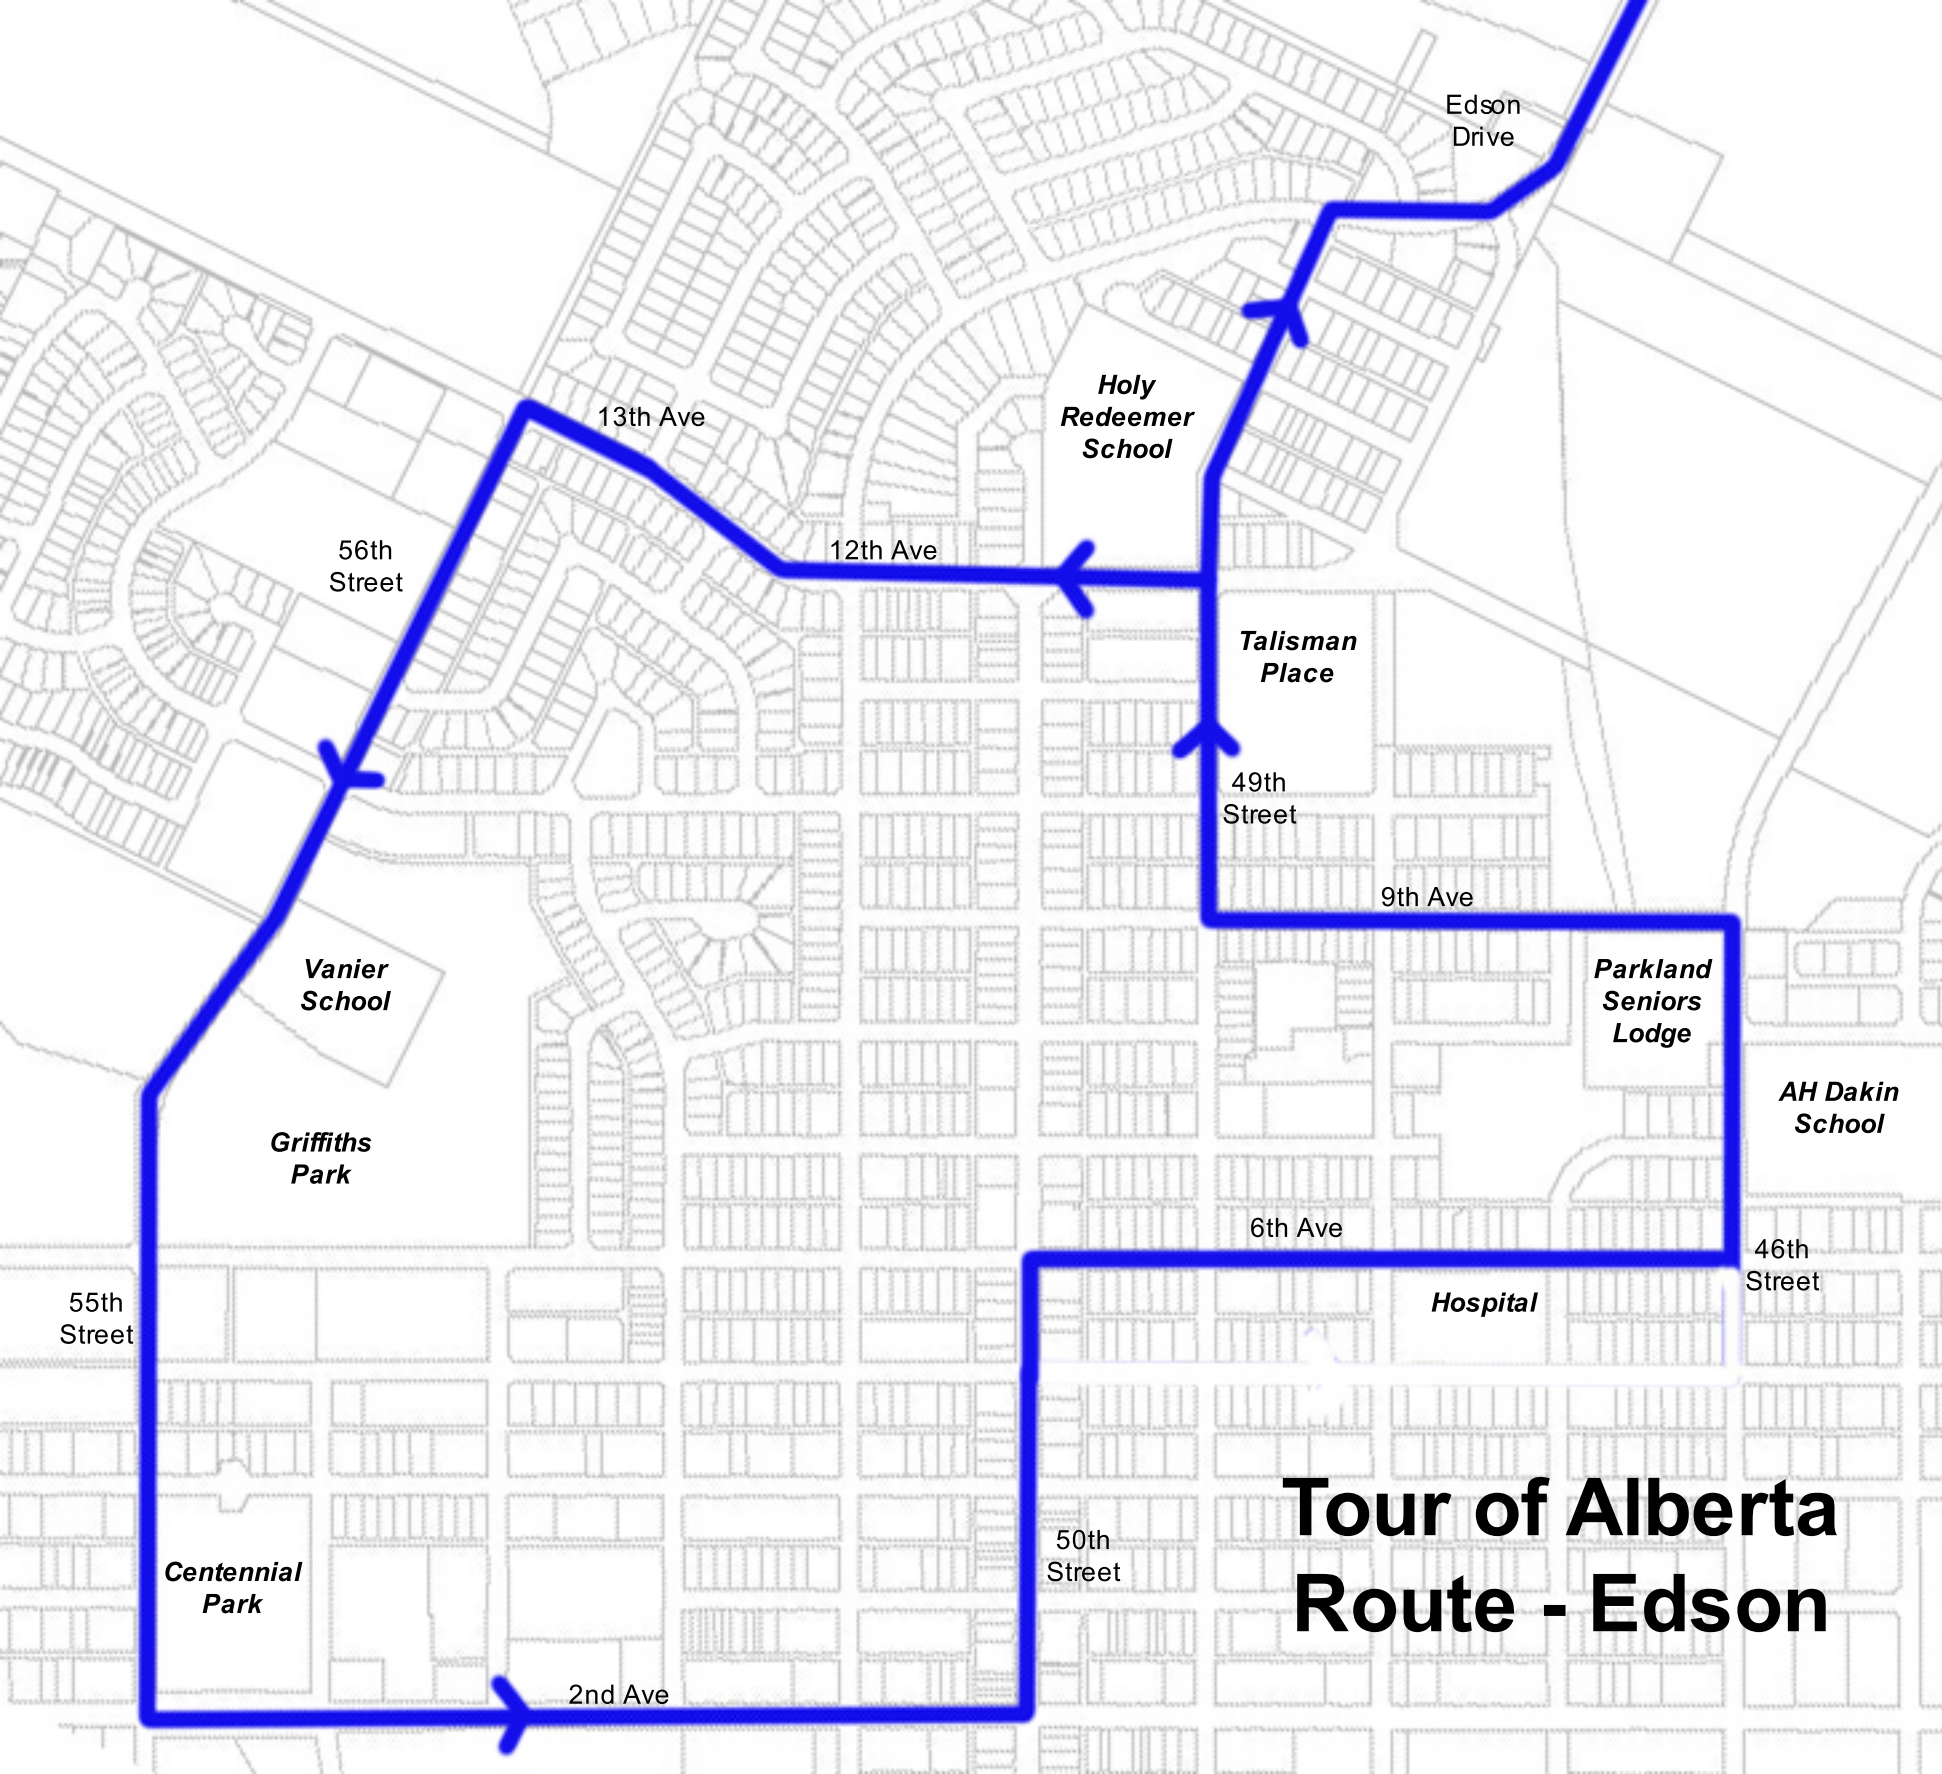 Edson
Drive
13th Ave
Holy
Redeemer
School
56th
Street
12th Ave
Talisman
Place
49th
Street
9th Ave
Vanier
School
Parkland
Seniors
Lodge
AH Dakin
School
Griffiths
Park
6th Ave
46th
Street
55th
Street
Hospital
Tour of Alberta
Route - Edson
50th
Street
Centennial
Park
2nd Ave